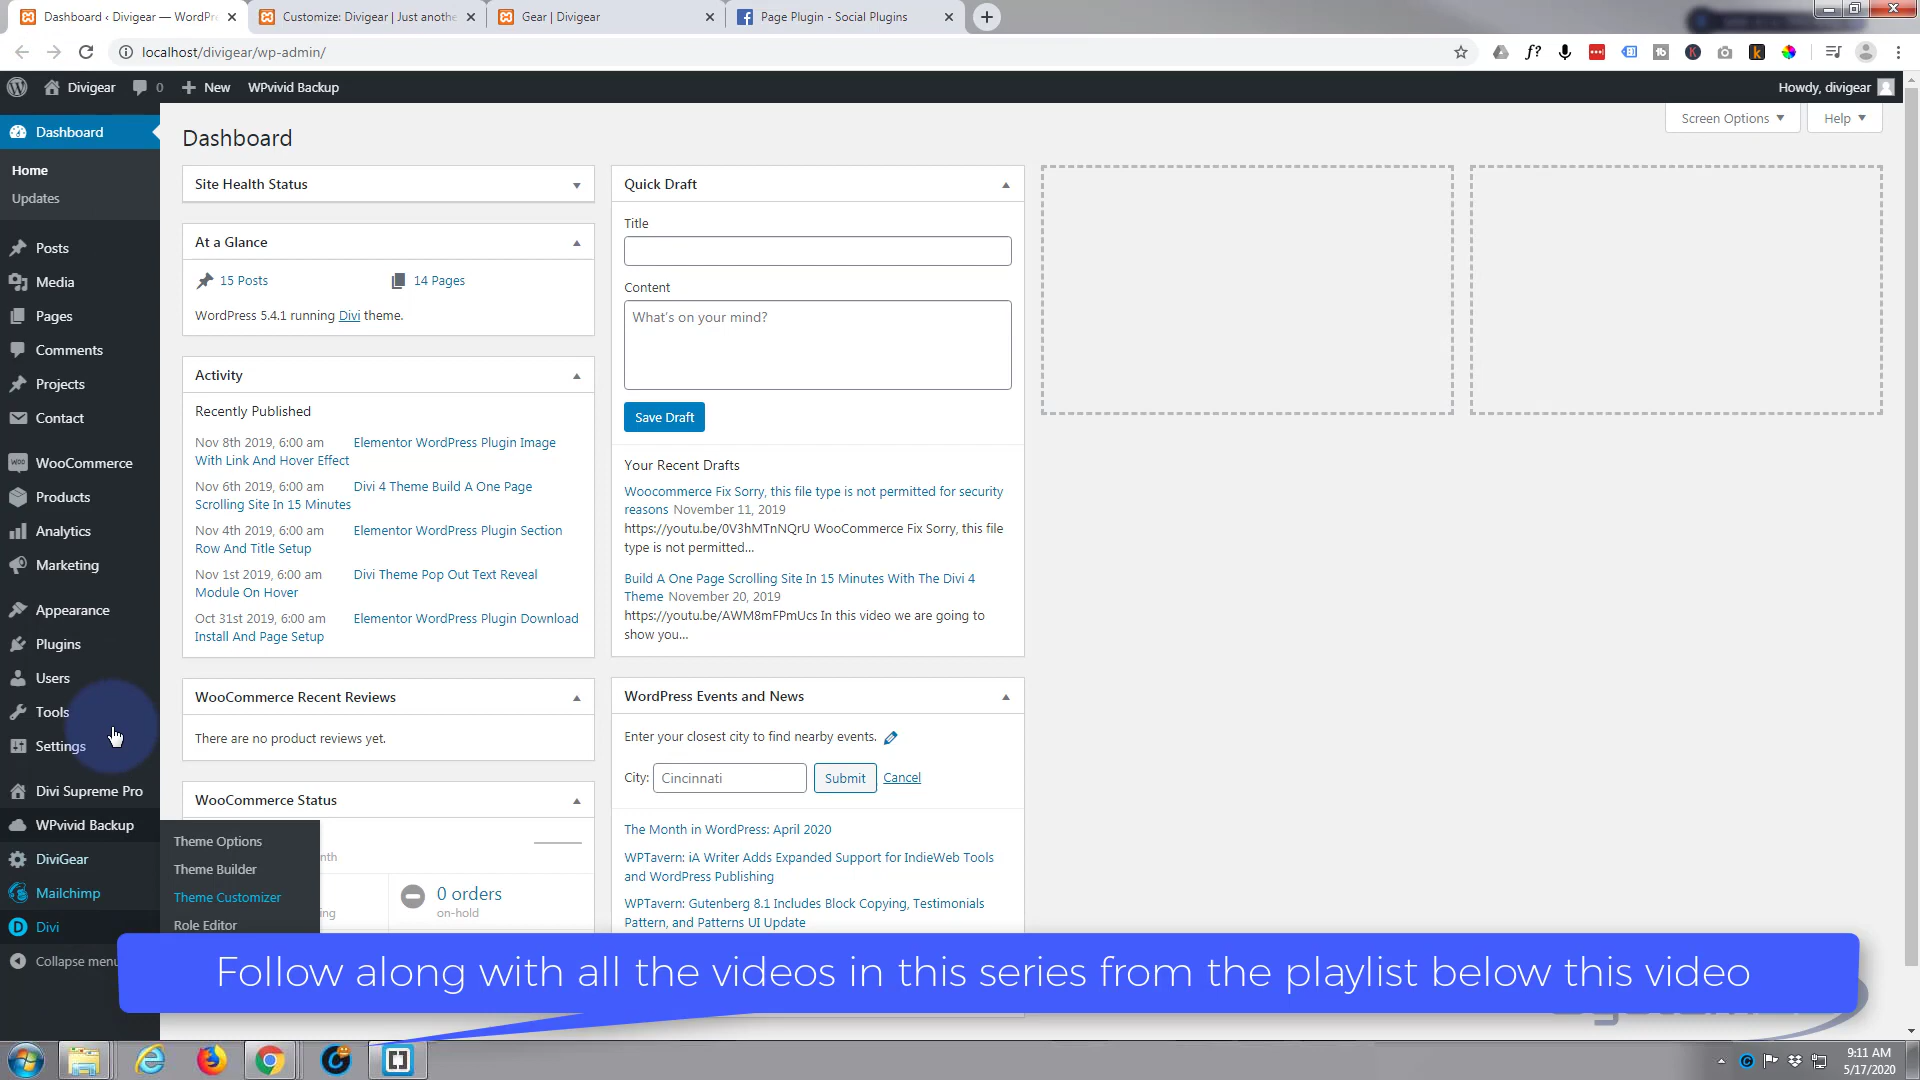 Dashboard ‹ Divigear — WordPr
Customize: Divigear | Just anothe
Gear | Divigear
Page Plugin - Social Plugins
localhost/divigear/wp-admin/
Divigear
0
New
WPvivid Backup
Howdy, divigear
Dashboard
Home
Updates
Posts
Media
Pages
Comments
Projects
Contact
WooCommerce
Products
Analytics
Marketing
Appearance
Plugins
Users
Tools
Settings
Divi Supreme Pro
WPvivid Backup
DiviGear
Mailchimp
Divi
Collapse menu
Theme Options
Theme Builder
Theme Customizer
Role Editor
Screen Options
Help
Dashboard
Site Health Status
At a Glance
15 Posts
14 Pages
WordPress 5.4.1 running Divi theme.
Activity
Recently Published
Nov 8th 2019, 6:00 am Elementor WordPress Plugin Image
With Link And Hover Effect
Nov 6th 2019, 6:00 am Divi 4 Theme Build A One Page
Scrolling Site In 15 Minutes
Nov 4th 2019, 6:00 am Elementor WordPress Plugin Section
Row And Title Setup
Nov 1st 2019, 6:00 am Divi Theme Pop Out Text Reveal
Module On Hover
Oct 31st 2019, 6:00 am Elementor WordPress Plugin Download
Install And Page Setup
WooCommerce Recent Reviews
There are no product reviews yet.
WooCommerce Status
nth
ing
0 orders
on-hold
Quick Draft
Title
Content
What's on your mind?
Save Draft
Your Recent Drafts
Woocommerce Fix Sorry, this file type is not permitted for security
reasons November 11, 2019
https://youtu.be/0V3hMTnNQrU WooCommerce Fix Sorry, this file
type is not permitted…
Build A One Page Scrolling Site In 15 Minutes With The Divi 4
Theme November 20, 2019
https://youtu.be/AWM8mFPmUcs In this video we are going to
show you…
WordPress Events and News
Enter your closest city to find nearby events.
City: Cincinnati Submit Cancel
The Month in WordPress: April 2020
WPTavern: iA Writer Adds Expanded Support for IndieWeb Tools
and WordPress Publishing
WPTavern: Gutenberg 8.1 Includes Block Copying, Testimonials
Pattern, and Patterns UI Update
Follow along with all the videos in this series from the playlist below this video
9:11 AM
5/17/2020